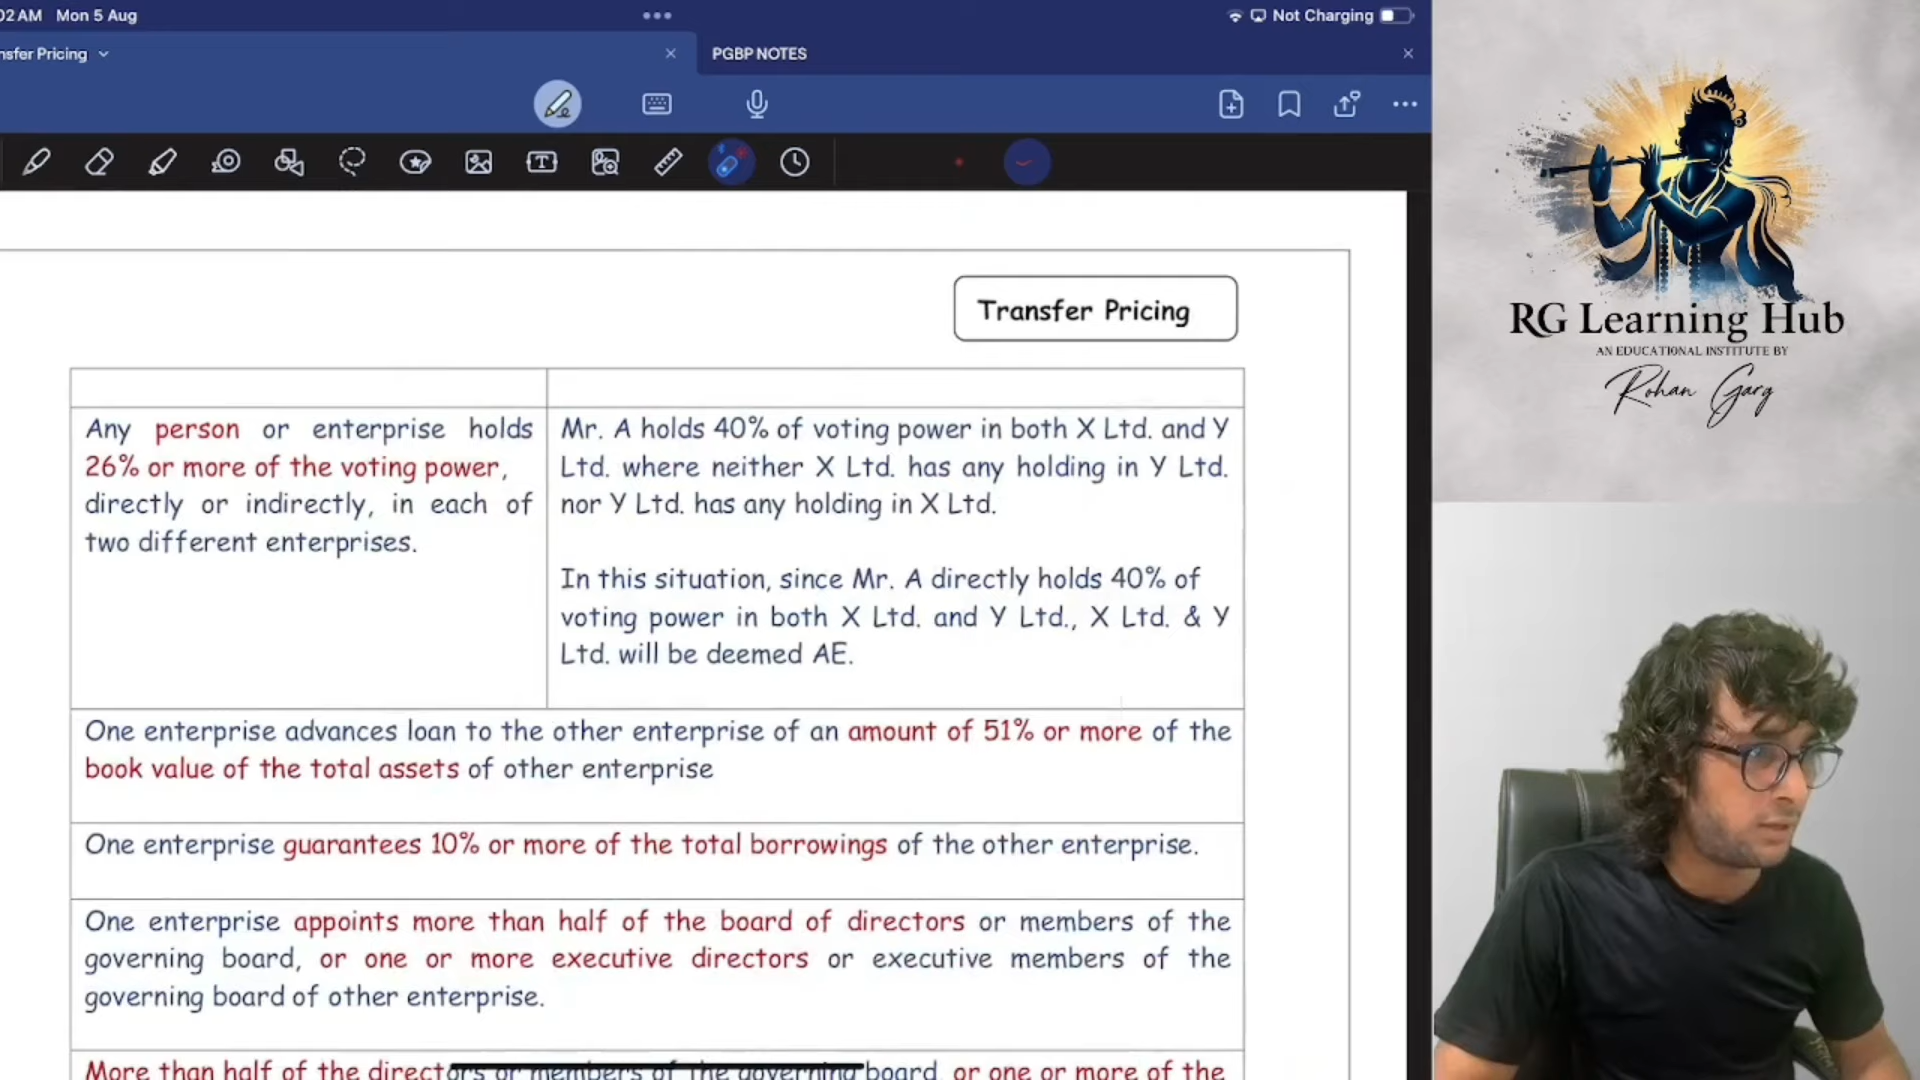 02 AM Mon 5 Aug
Not Charging
nsfer Pricing
PGBP NOTES
Transfer Pricing
Any person or enterprise holds
26% or more of the voting power,
directly or indirectly, in each of
two different enterprises.
Mr. A holds 40% of voting power in both X Ltd. and Y
Ltd. where neither X Ltd. has any holding in Y Ltd.
nor Y Ltd. has any holding in X Ltd.
In this situation, since Mr. A directly holds 40% of
voting power in both X Ltd. and Y Ltd., X Ltd. & Y
Ltd. will be deemed AE.
One enterprise advances loan to the other enterprise of an amount of 51% or more of the
book value of the total assets of other enterprise
One enterprise guarantees 10% or more of the total borrowings of the other enterprise.
One enterprise appoints more than half of the board of directors or members of the
governing board, or one or more executive directors or executive members of the
governing board of other enterprise.
More than half of the directors or members of the governing board, or one or more of the
RG Learning Hub
AN EDUCATIONAL INSTITUTE BY
Rohan Garg